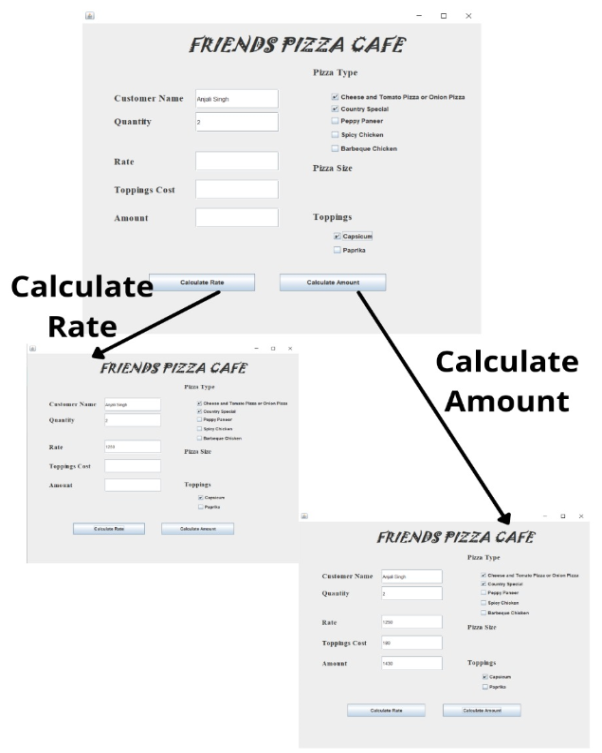 FRIENDS PIZZA CAFE
Pizza Type
Customer Name Anjali Singh
Cheese and Tomato Pizza or Onion Pizza
Country Special
Quantity 2
Peppy Paneer
Spicy Chicken
Barbeque Chicken
Rate
Pizza Size
Toppings Cost
Amount
Toppings
Capsicum
Paprika
Calculate Rate Calculate Amount
Calculate
Rate
Calculate
Amount
FRIENDS PIZZA CAFE
Pizza Type
Customer Name Anjali Singh
Cheese and Tomato Pizza or Onion Pizza
Country Special
Quantity 2
Peppy Paneer
Spicy Chicken
Barbeque Chicken
Rate
Pizza Size
Toppings Cost
Amount
Toppings
Capsicum
Paprika
Calculate Rate Calculate Amount
FRIENDS PIZZA CAFE
Pizza Type
Customer Name Anjali Singh
Cheese and Tomato Pizza or Onion Pizza
Country Special
Quantity 2
Peppy Paneer
Spicy Chicken
Barbeque Chicken
Rate
Pizza Size
Toppings Cost
Amount
Toppings
Capsicum
Paprika
Calculate Rate Calculate Amount